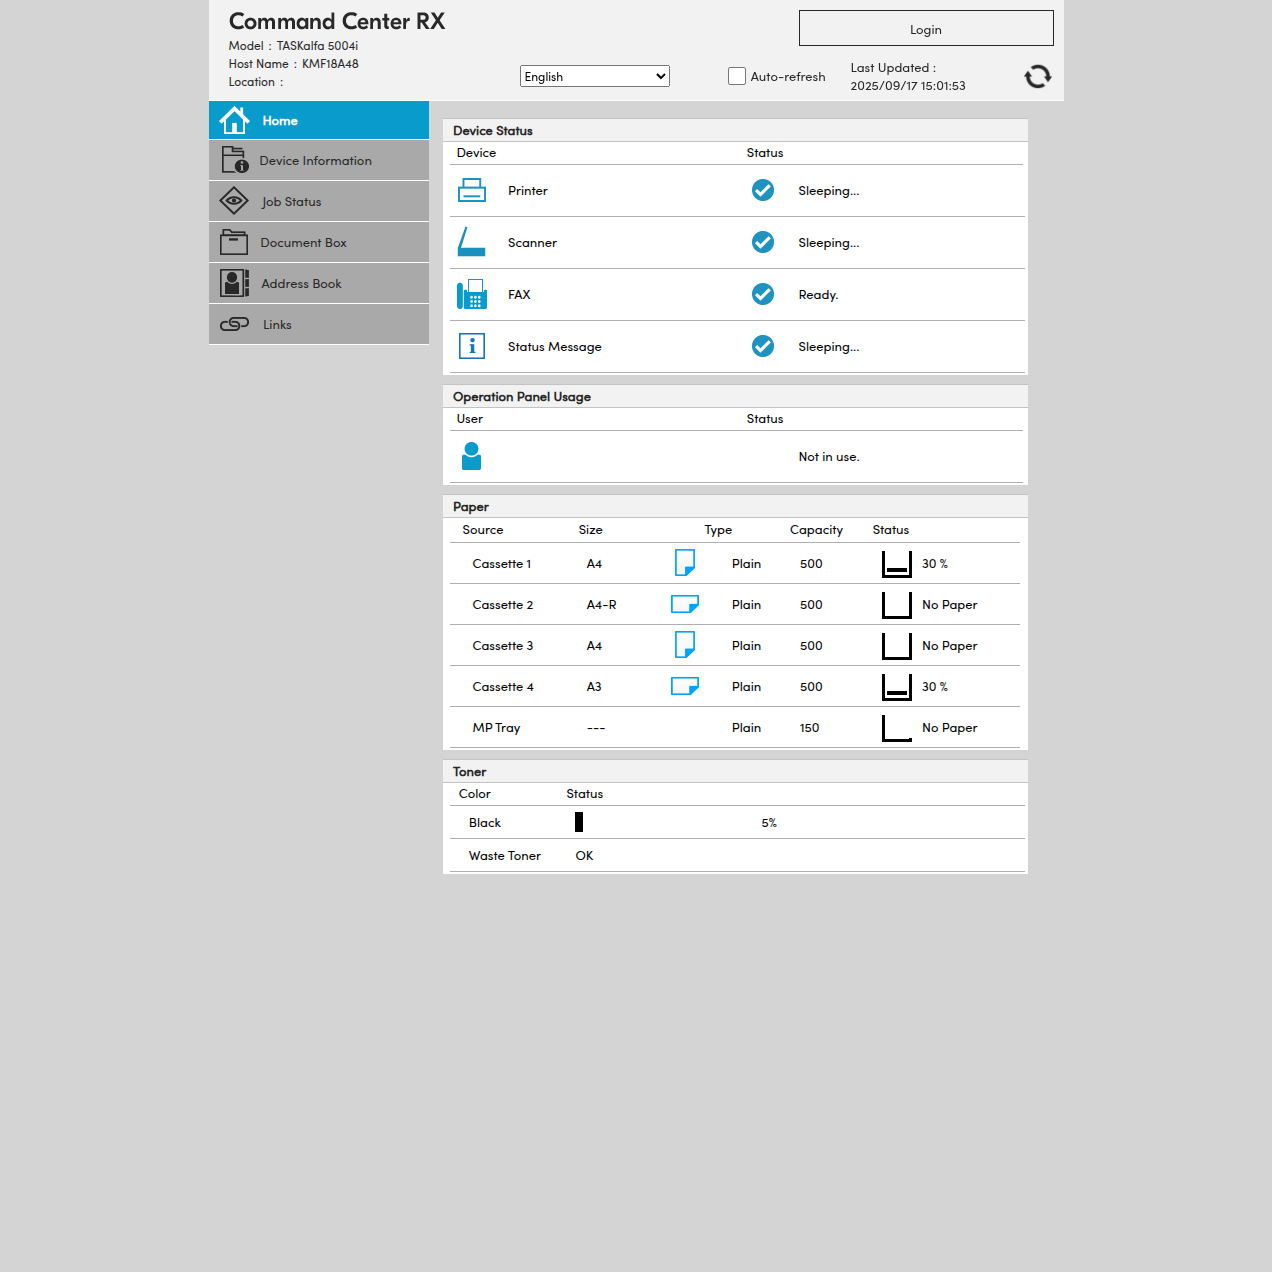 Command Center RX
Model : TASKalfa 5004i
Host Name : KMF18A48
Location :
Login
English
Auto-refresh
Last Updated :
2025/09/17 15:01:53
Home
Device Information
Job Status
Document Box
Address Book
Links
Device Status
Device Status
Printer Sleeping...
Scanner Sleeping...
FAX Ready.
Status Message Sleeping...
Operation Panel Usage
User Status
Not in use.
Paper
Source Size Type Capacity Status
Cassette 1 A4 Plain 500 30 %
Cassette 2 A4-R Plain 500 No Paper
Cassette 3 A4 Plain 500 No Paper
Cassette 4 A3 Plain 500 30 %
MP Tray --- Plain 150 No Paper
Toner
Color Status
Black 5%
Waste Toner OK